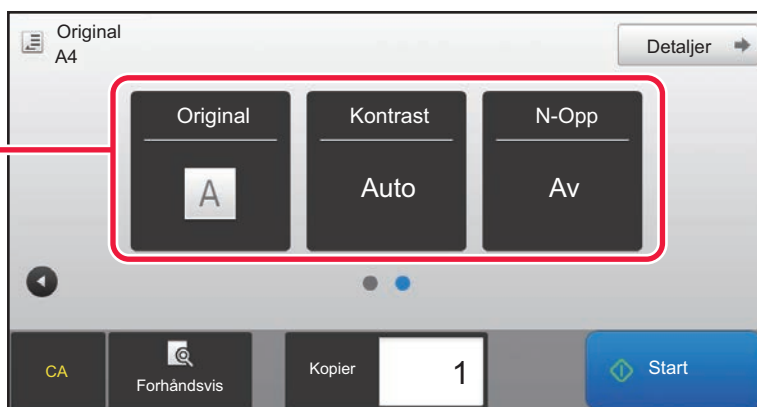 Original
A4
Detaljer
Original
Kontrast
N-Opp
A
Auto
Av
CA
Forhåndsvis
Kopier
1
Start